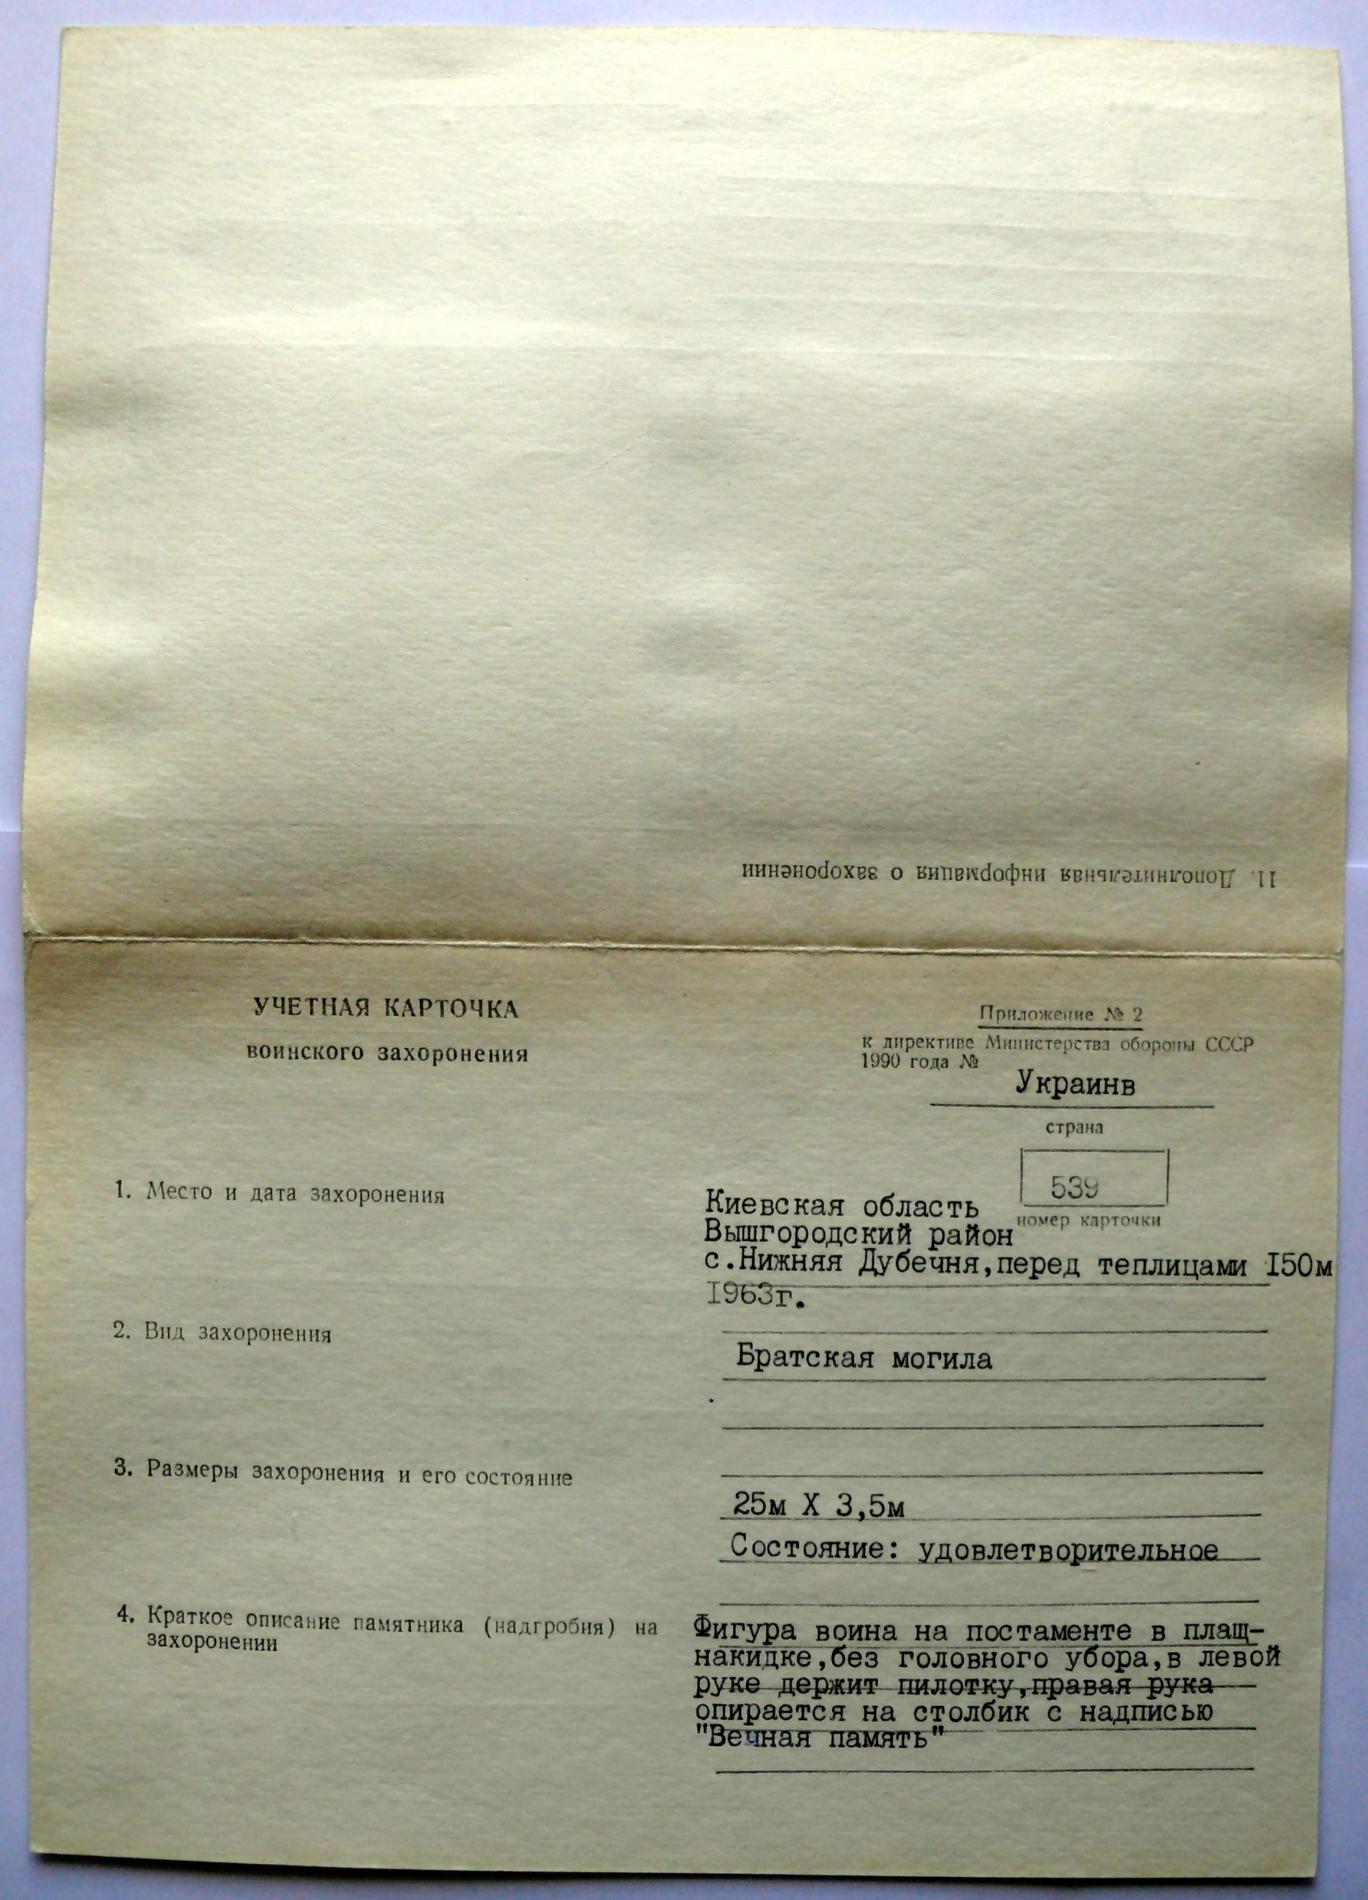 11. Дополнительная информация о захоронении
УЧЕТНАЯ КАРТОЧКА
воинского захоронения
Приложение № 2
к директиве Министерства обороны СССР
1990 года №
Украинв
страна
539
номер карточки
1. Место и дата захоронения
Киевская область
Вышгородский район
с.Нижняя Дубечня,перед теплицами 150м
1963г.
2. Вид захоронения
Братская могила
3. Размеры захоронения и его состояние
25м Х 3,5м
Состояние: удовлетворительное
4. Краткое описание памятника (надгробия) на
захоронении
Фигура воина на постаменте в плащ-
накидке,без головного убора,в левой
руке держит пилотку,правая рука
опирается на столбик с надписью
"Вечная память"